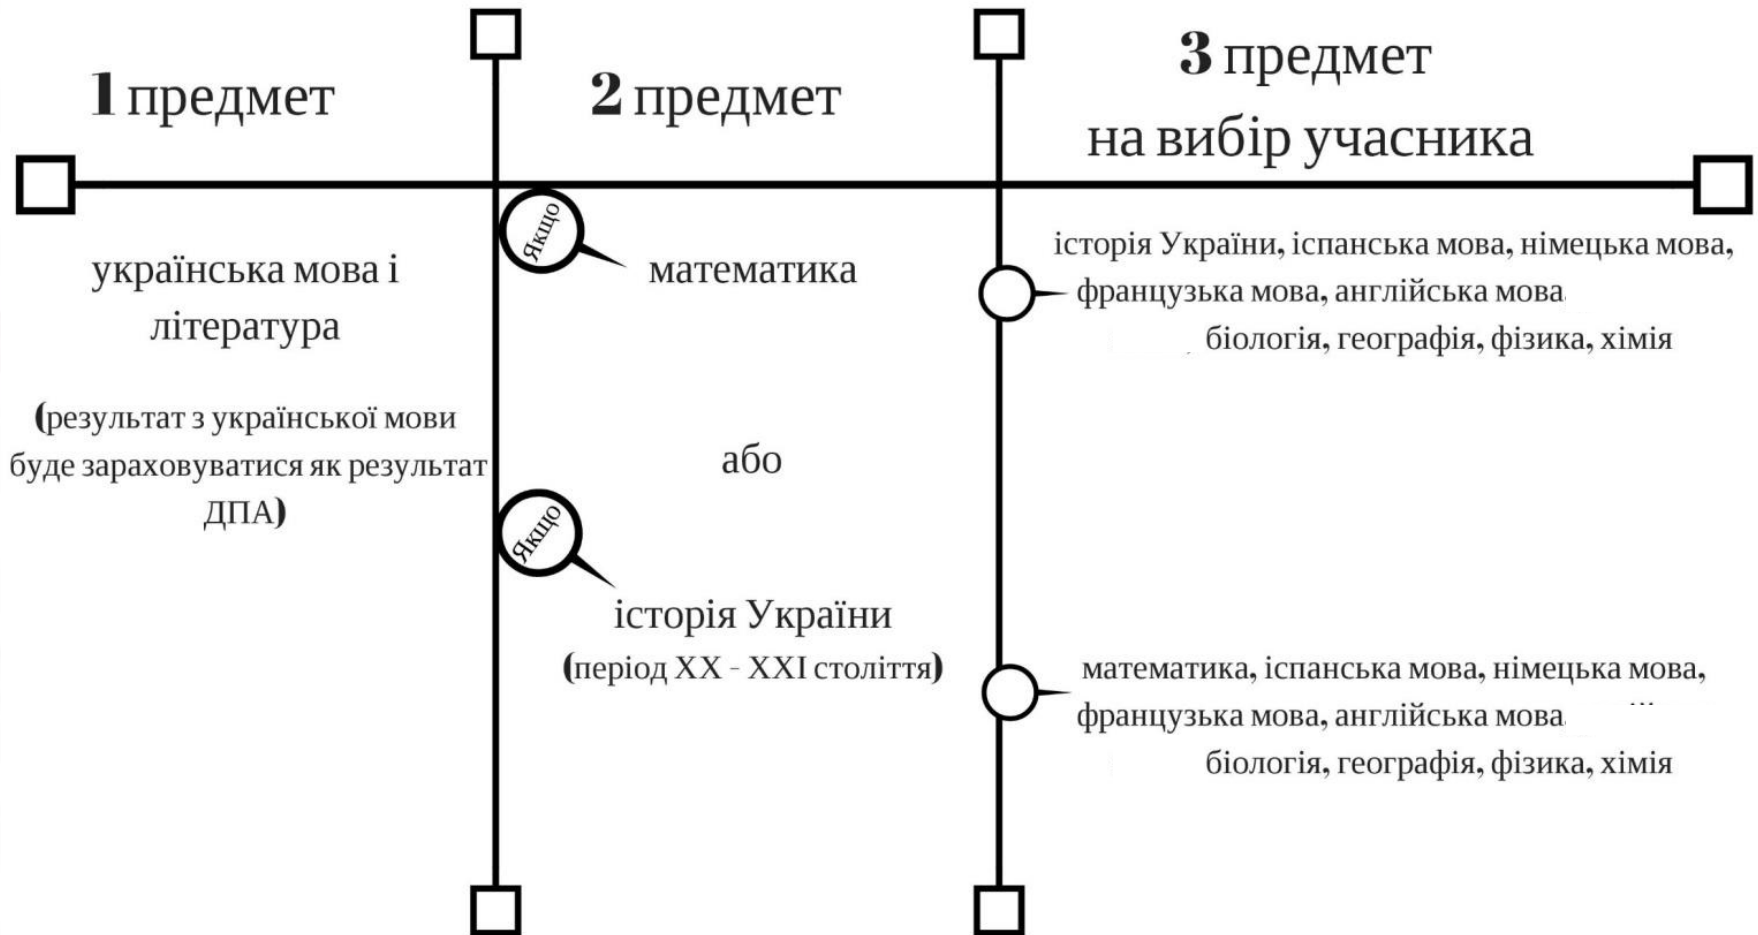 1 предмет
українська мова і
література
(результат з української мови
буде зараховуватися як результат
ДПА)
2 предмет
Якщо
математика
або
Якщо
історія України
(період ХХ - ХХІ століття)
3 предмет
на вибір учасника
історія України, іспанська мова, німецька мова,
французька мова, англійська мова
біологія, географія, фізика, хімія
математика, іспанська мова, німецька мова,
французька мова, англійська мова
біологія, географія, фізика, хімія